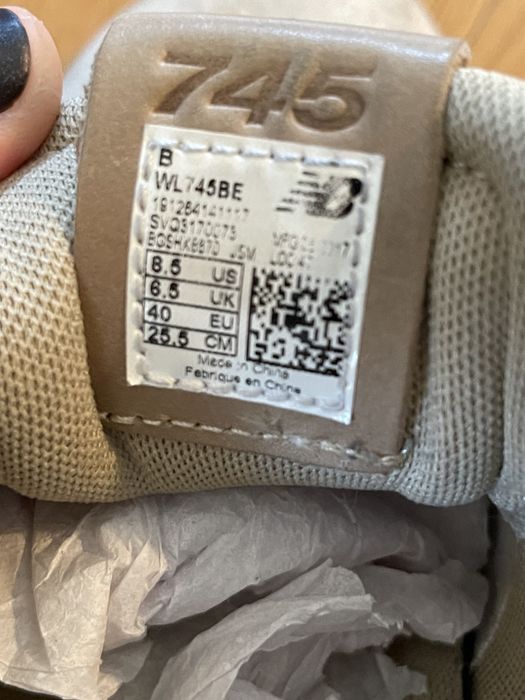 745
B
WL745BE
191264141117
SVQ3170073
8.5 US
6.5 UK
40 EU
25.5 CM
Made in China
Fabrique en Chine